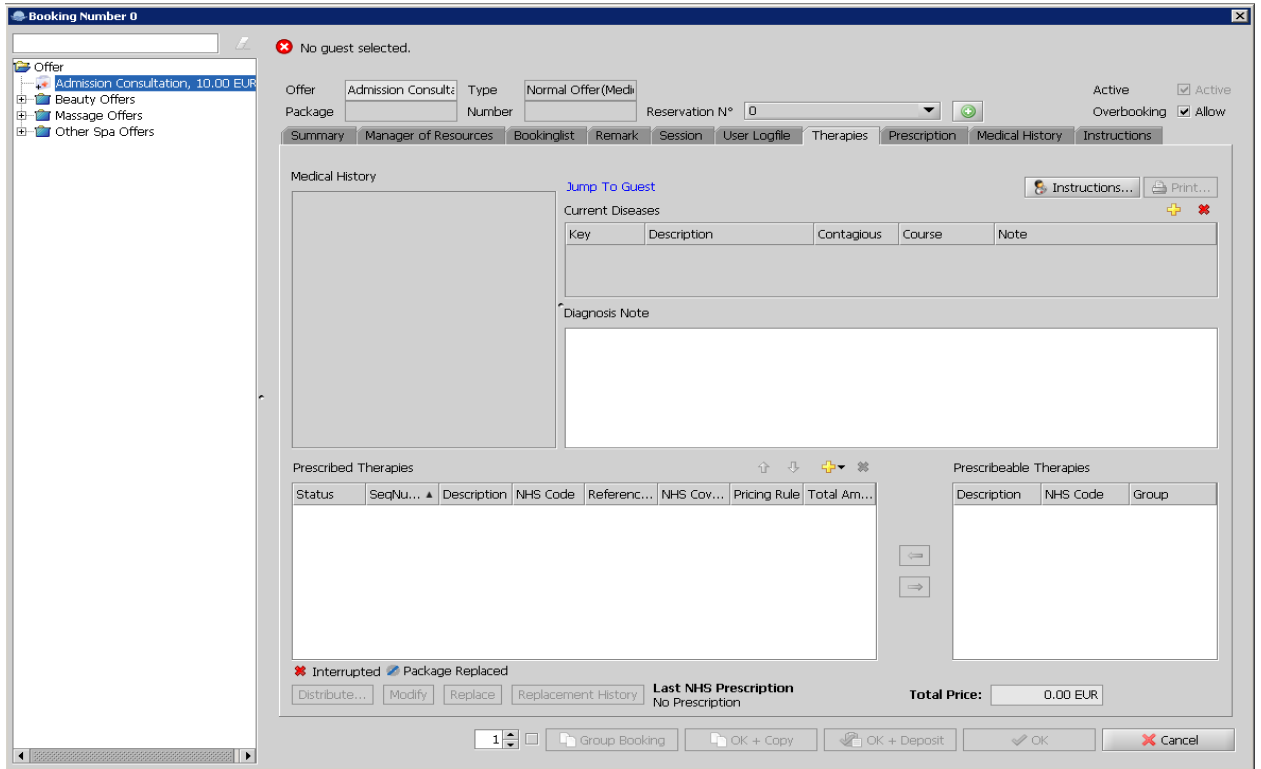 Booking Number 0
No guest selected.
Offer
Admission Consultation, 10.00 EUR
Beauty Offers
Massage Offers
Other Spa Offers
Offer Admission Consulta Type Normal Offer(Medi Active Active
Package Number Reservation N° 0 Overbooking Allow
Summary Manager of Resources Bookinglist Remark Session User Logfile Therapies Prescription Medical History Instructions
Medical History
Jump To Guest Instructions... Print...
Current Diseases
Key Description Contagious Course Note
Diagnosis Note
Prescribed Therapies Prescribeable Therapies
Status SeqNu... Description NHS Code Referenc... NHS Cov... Pricing Rule Total Am... Description NHS Code Group
Interrupted Package Replaced
Distribute... Modify Replace Replacement History Last NHS Prescription Total Price: 0.00 EUR
No Prescription
1 Group Booking OK + Copy OK + Deposit OK Cancel